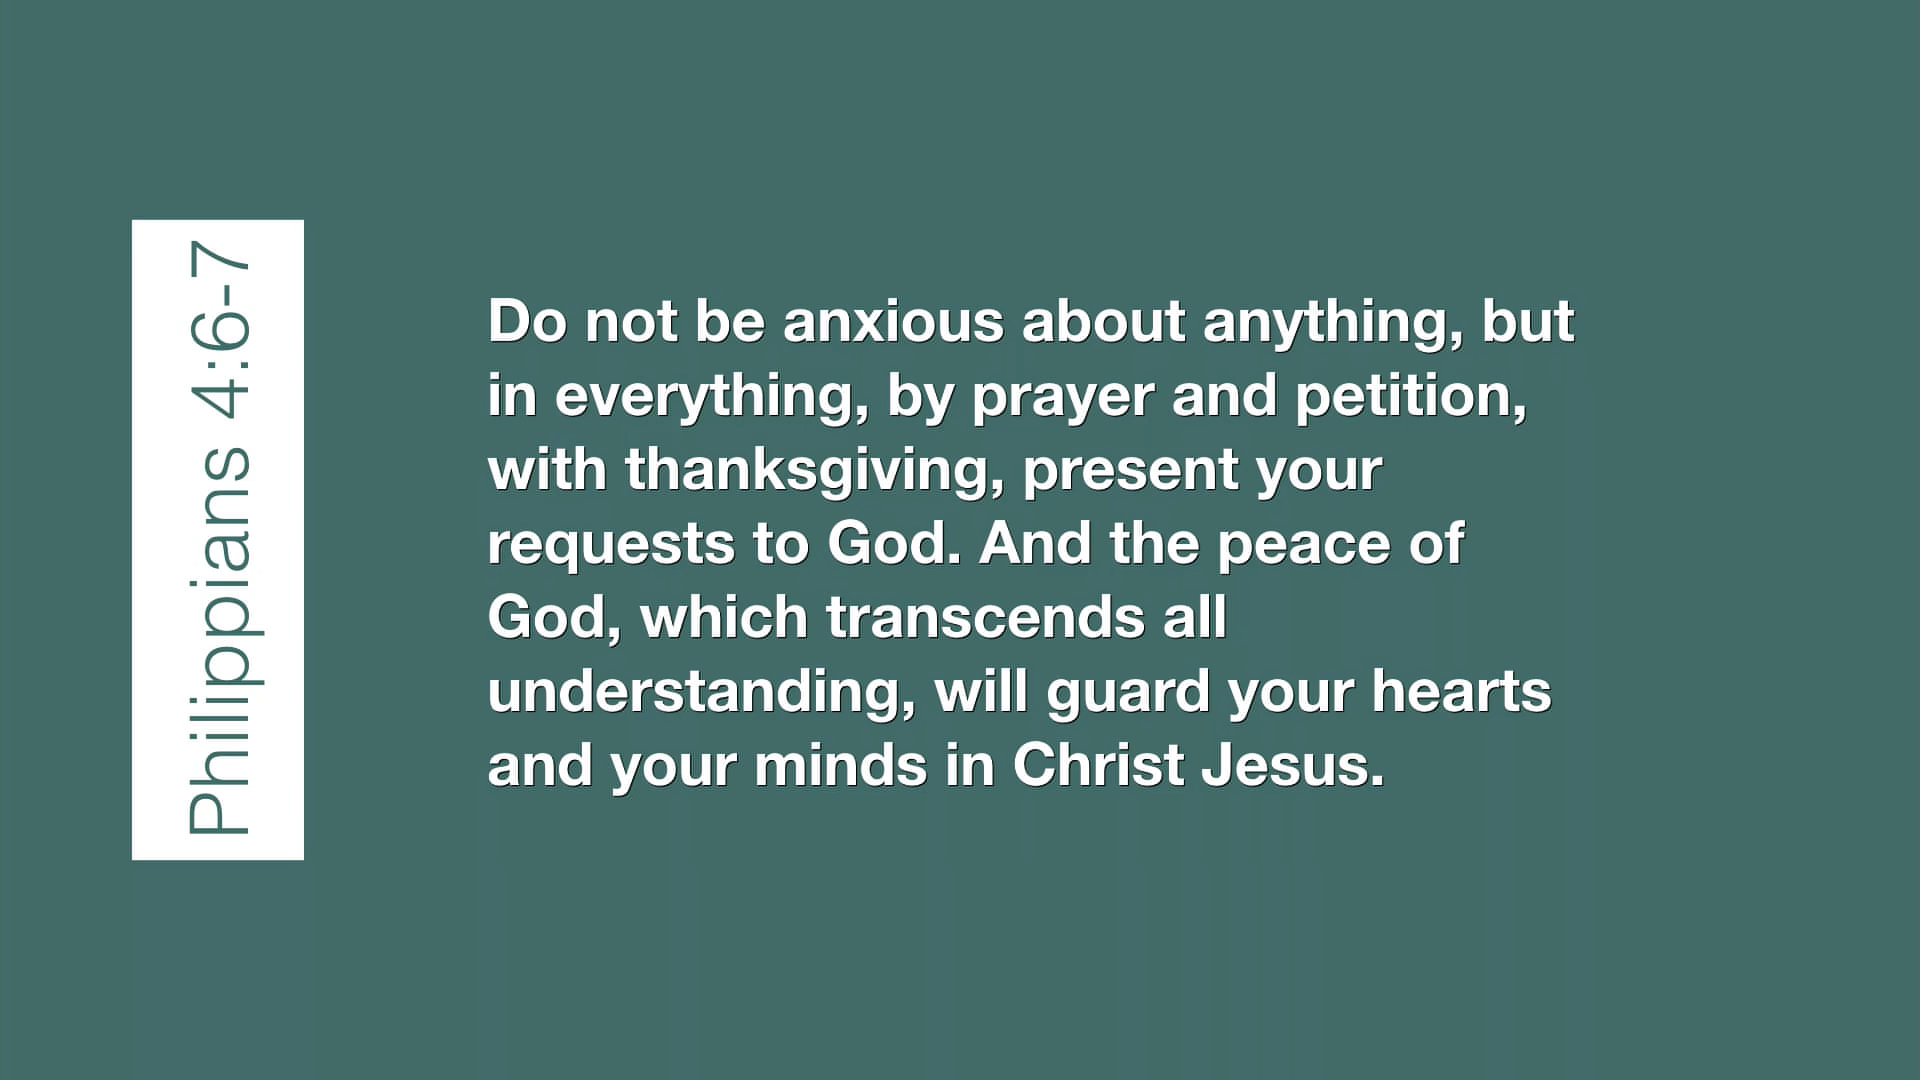 Philippians 4:6-7
Do not be anxious about anything, but
in everything, by prayer and petition,
with thanksgiving, present your
requests to God. And the peace of
God, which transcends all
understanding, will guard your hearts
and your minds in Christ Jesus.